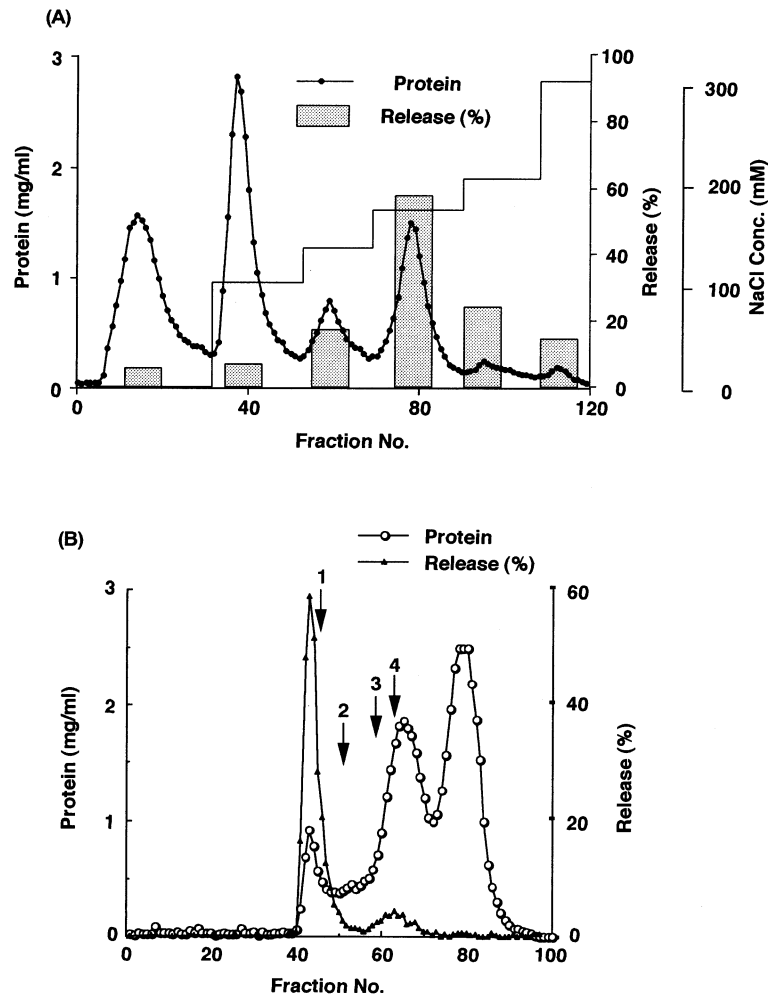 (A)
Protein
Release (%)
Protein (mg/ml)
3
2
1
0
100
80
60
40
20
0
Release (%)
300
200
100
0
NaCl Conc. (mM)
0
40
80
120
Fraction No.
(B)
Protein
Release (%)
1
2
3
4
Protein (mg/ml)
3
2
1
0
60
40
20
0
Release (%)
0
20
40
60
80
100
Fraction No.